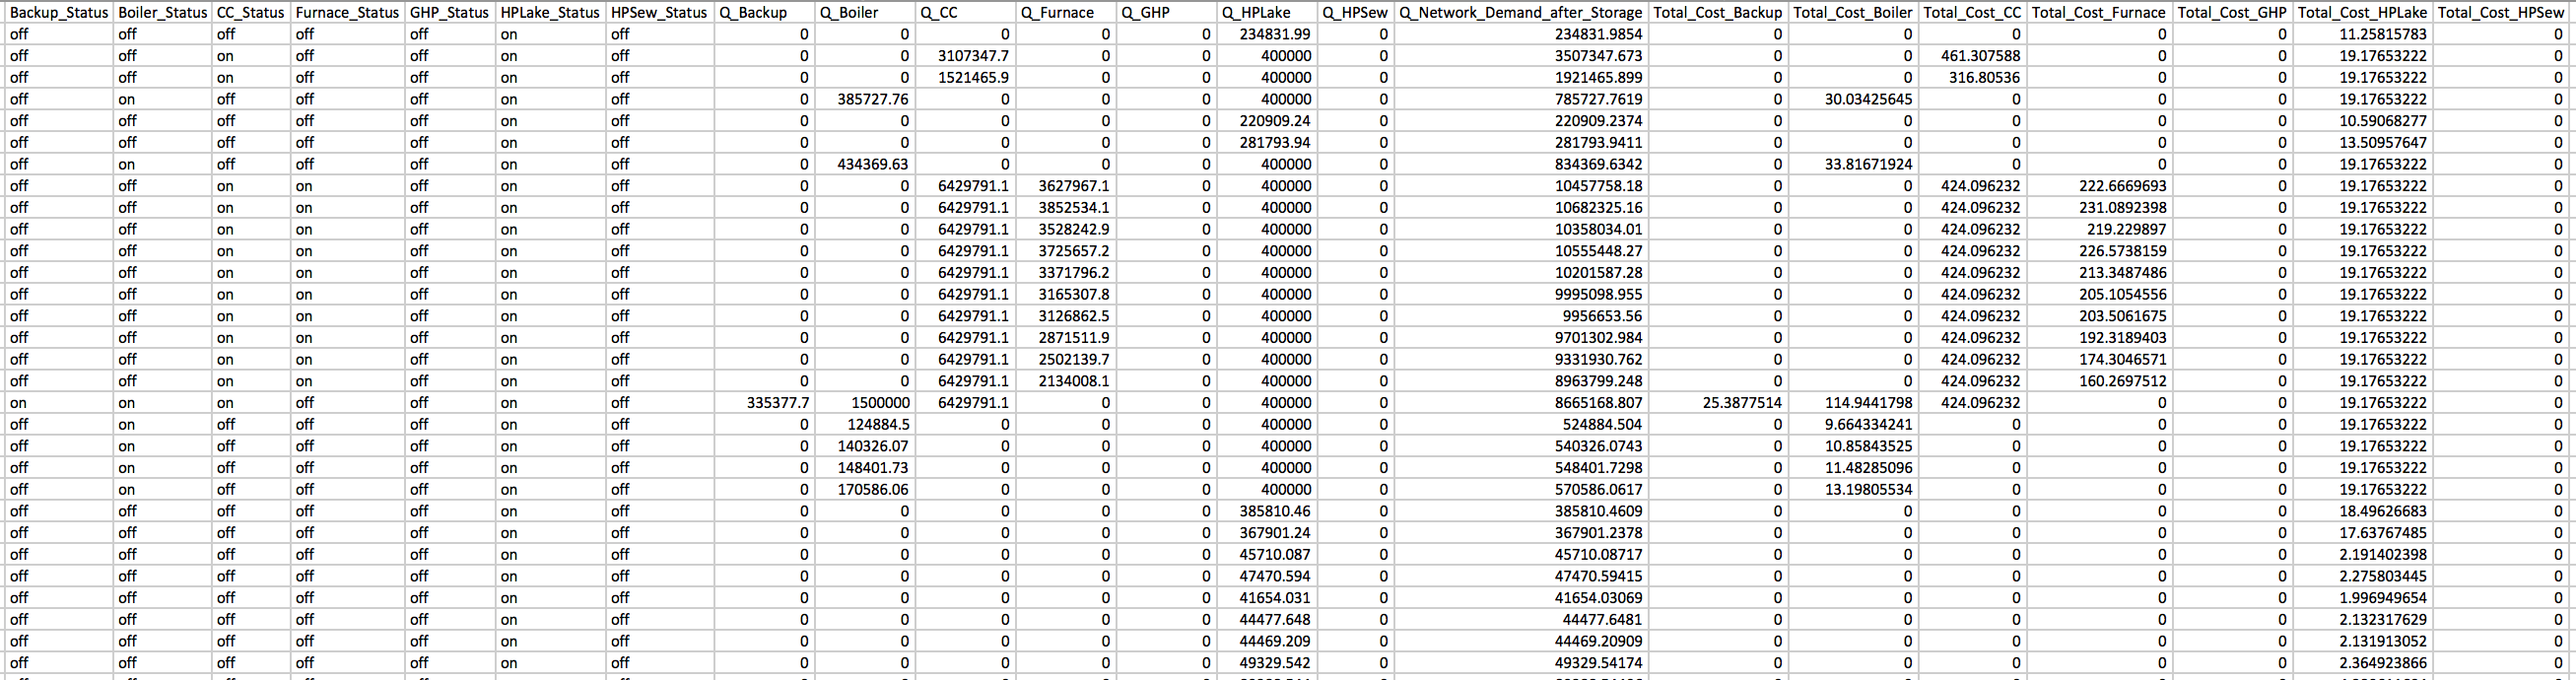 Backup_Status Boiler_Status CC_Status Furnace_Status GHP_Status HPLake_Status HPSew_Status Q_Backup Q_Boiler Q_CC Q_Furnace Q_GHP Q_HPLake Q_HPSew Q_Network_Demand_after_Storage Total_Cost_Backup Total_Cost_Boiler Total_Cost_CC Total_Cost_Furnace Total_Cost_GHP Total_Cost_HPLake Total_Cost_HPSew
off off off off off on off 0 0 0 0 0 234831.99 0 234831.9854 0 0 0 0 0 11.25815783 0
off off on off off on off 0 0 3107347.7 0 0 400000 0 3507347.673 0 0 461.307588 0 0 19.17653222 0
off off on off off on off 0 0 1521465.9 0 0 400000 0 1921465.899 0 0 316.80536 0 0 19.17653222 0
off on off off off on off 0 385727.76 0 0 0 400000 0 785727.7619 0 30.03425645 0 0 0 19.17653222 0
off off off off off on off 0 0 0 0 0 220909.24 0 220909.2374 0 0 0 0 0 10.59068277 0
off off off off off on off 0 0 0 0 0 281793.94 0 281793.9411 0 0 0 0 0 13.50957647 0
off on off off off on off 0 434369.63 0 0 0 400000 0 834369.6342 0 33.81671924 0 0 0 19.17653222 0
off off on on off on off 0 0 6429791.1 3627967.1 0 400000 0 10457758.18 0 0 424.096232 222.6669693 0 19.17653222 0
off off on on off on off 0 0 6429791.1 3852534.1 0 400000 0 10682325.16 0 0 424.096232 231.0892398 0 19.17653222 0
off off on on off on off 0 0 6429791.1 3528242.9 0 400000 0 10358034.01 0 0 424.096232 219.229897 0 19.17653222 0
off off on on off on off 0 0 6429791.1 3725657.2 0 400000 0 10555448.27 0 0 424.096232 226.5738159 0 19.17653222 0
off off on on off on off 0 0 6429791.1 3371796.2 0 400000 0 10201587.28 0 0 424.096232 213.3487486 0 19.17653222 0
off off on on off on off 0 0 6429791.1 3165307.8 0 400000 0 9995098.955 0 0 424.096232 205.1054556 0 19.17653222 0
off off on on off on off 0 0 6429791.1 3126862.5 0 400000 0 9956653.56 0 0 424.096232 203.5061675 0 19.17653222 0
off off on on off on off 0 0 6429791.1 2871511.9 0 400000 0 9701302.984 0 0 424.096232 192.3189403 0 19.17653222 0
off off on on off on off 0 0 6429791.1 2502139.7 0 400000 0 9331930.762 0 0 424.096232 174.3046571 0 19.17653222 0
off off on on off on off 0 0 6429791.1 2134008.1 0 400000 0 8963799.248 0 0 424.096232 160.2697512 0 19.17653222 0
on on on off off on off 335377.7 1500000 6429791.1 0 0 400000 0 8665168.807 25.3877514 114.9441798 424.096232 0 0 19.17653222 0
off on off off off on off 0 124884.5 0 0 0 400000 0 524884.504 0 9.664334241 0 0 0 19.17653222 0
off on off off off on off 0 140326.07 0 0 0 400000 0 540326.0743 0 10.85843525 0 0 0 19.17653222 0
off on off off off on off 0 148401.73 0 0 0 400000 0 548401.7298 0 11.48285096 0 0 0 19.17653222 0
off on off off off on off 0 170586.06 0 0 0 400000 0 570586.0617 0 13.19805534 0 0 0 19.17653222 0
off off off off off on off 0 0 0 0 0 385810.46 0 385810.4609 0 0 0 0 0 18.49626683 0
off off off off off on off 0 0 0 0 0 367901.24 0 367901.2378 0 0 0 0 0 17.63767485 0
off off off off off on off 0 0 0 0 0 45710.087 0 45710.08717 0 0 0 0 0 2.191402398 0
off off off off off on off 0 0 0 0 0 47470.594 0 47470.59415 0 0 0 0 0 2.275803445 0
off off off off off on off 0 0 0 0 0 41654.031 0 41654.03069 0 0 0 0 0 1.996949654 0
off off off off off on off 0 0 0 0 0 44477.648 0 44477.6481 0 0 0 0 0 2.132317629 0
off off off off off on off 0 0 0 0 0 44469.209 0 44469.20909 0 0 0 0 0 2.131913052 0
off off off off off on off 0 0 0 0 0 49329.542 0 49329.54174 0 0 0 0 0 2.364923866 0